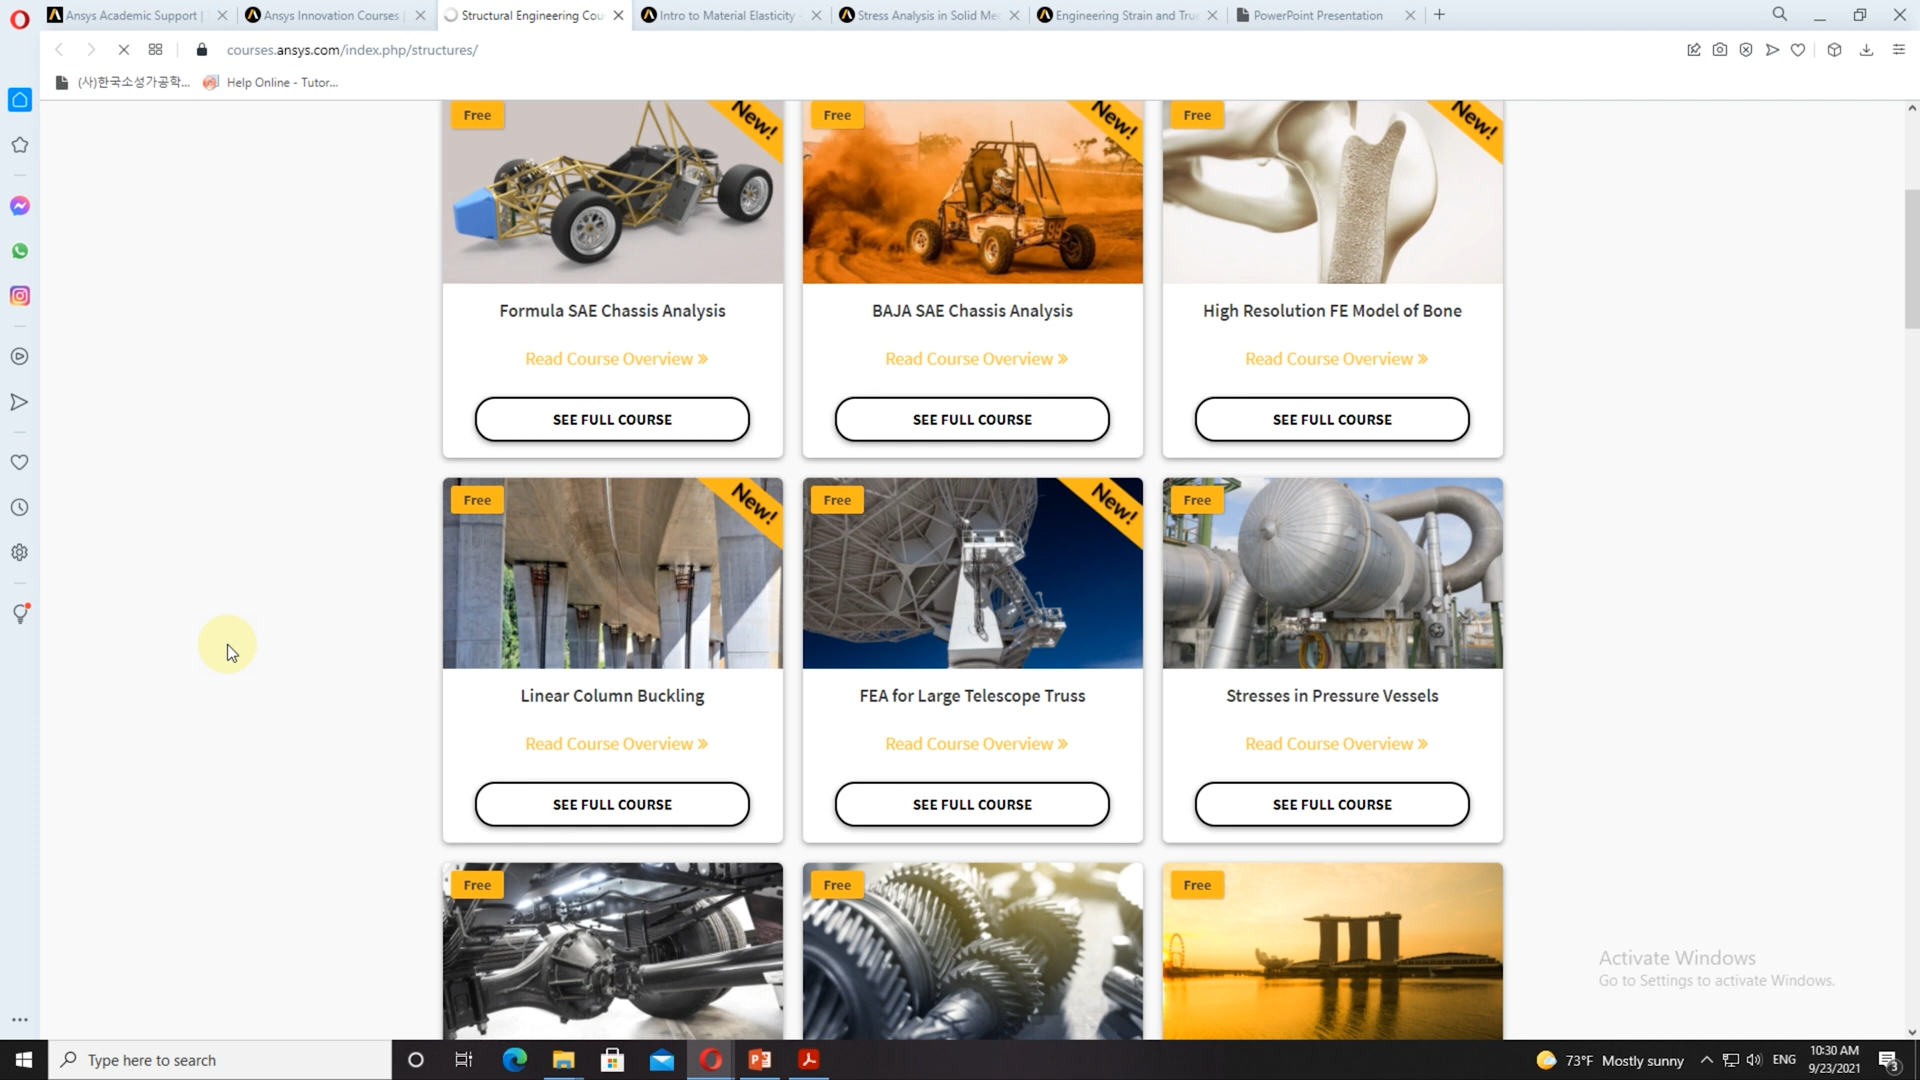 Ansys Academic Support |
Ansys Innovation Courses
Structural Engineering Cou
Intro to Material Elasticity -
Stress Analysis in Solid Me
Engineering Strain and Tru
PowerPoint Presentation
courses.ansys.com/index.php/structures/
(사)한국소성가공학...
Help Online - Tutor...
Free
New!
Free
New!
Free
New!
Formula SAE Chassis Analysis
BAJA SAE Chassis Analysis
High Resolution FE Model of Bone
Read Course Overview »
Read Course Overview »
Read Course Overview »
SEE FULL COURSE
SEE FULL COURSE
SEE FULL COURSE
Free
New!
Free
New!
Free
Linear Column Buckling
FEA for Large Telescope Truss
Stresses in Pressure Vessels
Read Course Overview »
Read Course Overview »
Read Course Overview »
SEE FULL COURSE
SEE FULL COURSE
SEE FULL COURSE
Free
Free
Free
Activate Windows
Go to Settings to activate Windows.
Type here to search
73°F Mostly sunny
ENG
10:30 AM
9/23/2021
3